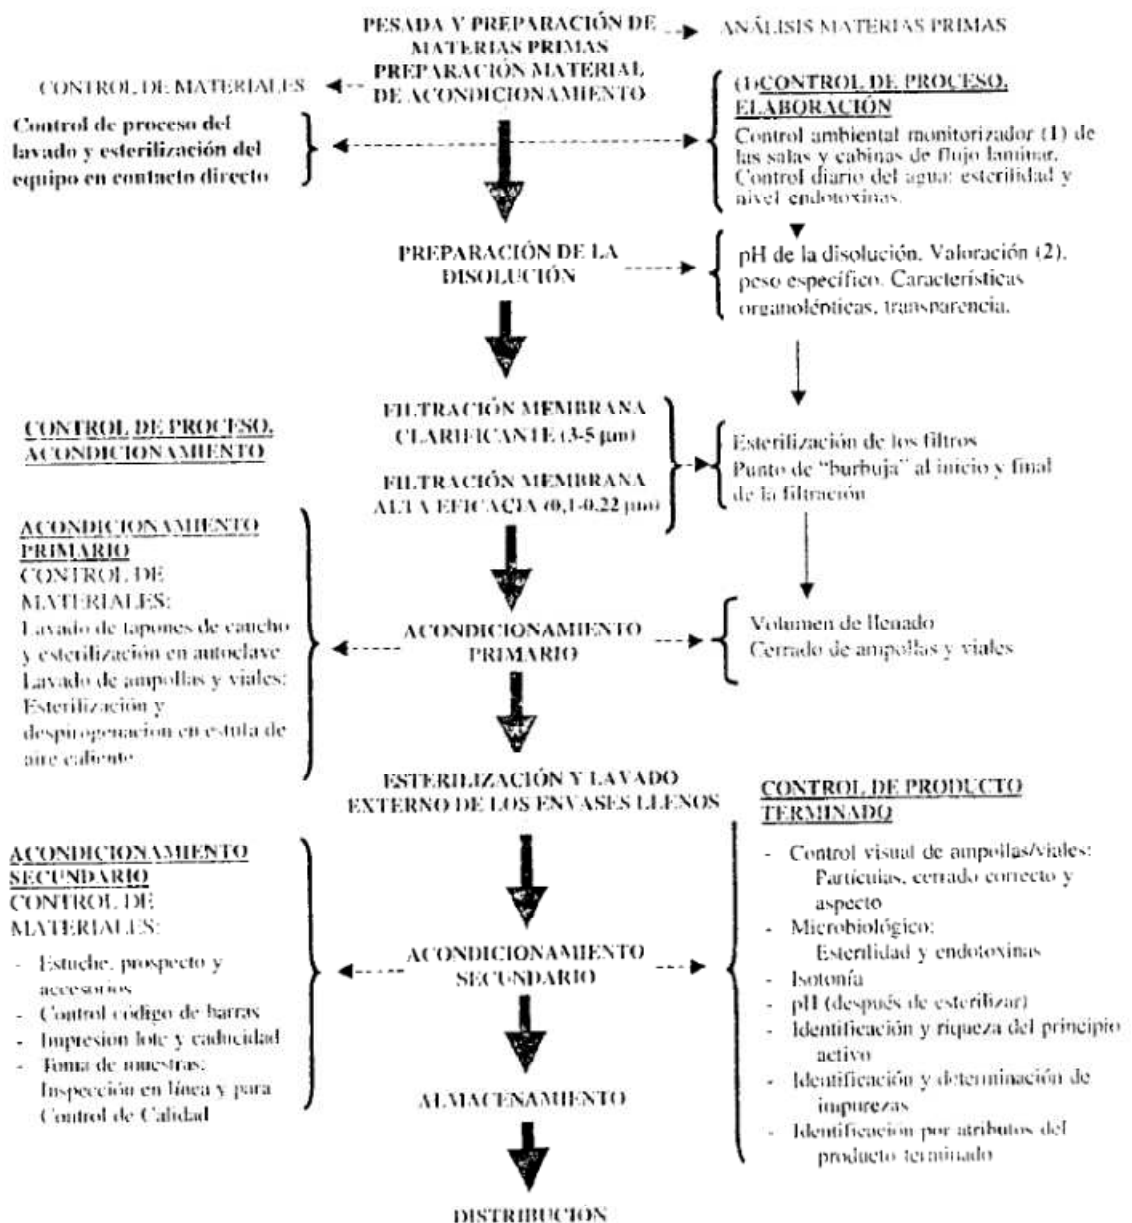 PESADA Y PREPARACIÓN DE
MATERIAS PRIMAS
ANÁLISIS MATERIAS PRIMAS
PREPARACIÓN MATERIAL
DE ACONDICIONAMIENTO
CONTROL DE MATERIALES
Control de proceso del
lavado y esterilización del
equipo en contacto directo
(1)CONTROL DE PROCESO.
ELABORACIÓN
Control ambiental monitorizador (1) de
las salas y cabinas de flujo laminar.
Control diario del agua: esterilidad y
nivel endotoxinas.
PREPARACIÓN DE LA
DISOLUCIÓN
pH de la disolución. Valoración (2),
peso específico. Características
organolépticas, transparencia.
FILTRACIÓN MEMBRANA
CLARIFICANTE (3-5 µm)
FILTRACIÓN MEMBRANA
ALTA EFICACIA (0,1-0.22 µm)
Esterilización de los filtros
Punto de "burbuja" al inicio y final
de la filtración
CONTROL DE PROCESO.
ACONDICIONAMIENTO
ACONDICIONAMIENTO
PRIMARIO
CONTROL DE
MATERIALES:
Lavado de tapones de caucho
y esterilización en autoclave
Lavado de ampollas y viales:
Esterilización y
despirogenación en estufa de
aire caliente
ACONDICIONAMIENTO
PRIMARIO
Volumen de llenado
Cerrado de ampollas y viales
ESTERILIZACIÓN Y LAVADO
EXTERNO DE LOS ENVASES LLENOS
ACONDICIONAMIENTO
SECUNDARIO
CONTROL DE
MATERIALES:
- Estuche, prospecto y
accesorios
- Control código de barras
- Impresión lote y caducidad
- Toma de muestras:
Inspección en línea y para
Control de Calidad
ACONDICIONAMIENTO
SECUNDARIO
CONTROL DE PRODUCTO
TERMINADO
- Control visual de ampollas/viales:
Partículas, cerrado correcto y
aspecto
- Microbiológico:
Esterilidad y endotoxinas
- Isotonía
- pH (después de esterilizar)
- Identificación y riqueza del principio
activo
- Identificación y determinación de
impurezas
- Identificación por atributos del
producto terminado
ALMACENAMIENTO
DISTRIBUCIÓN